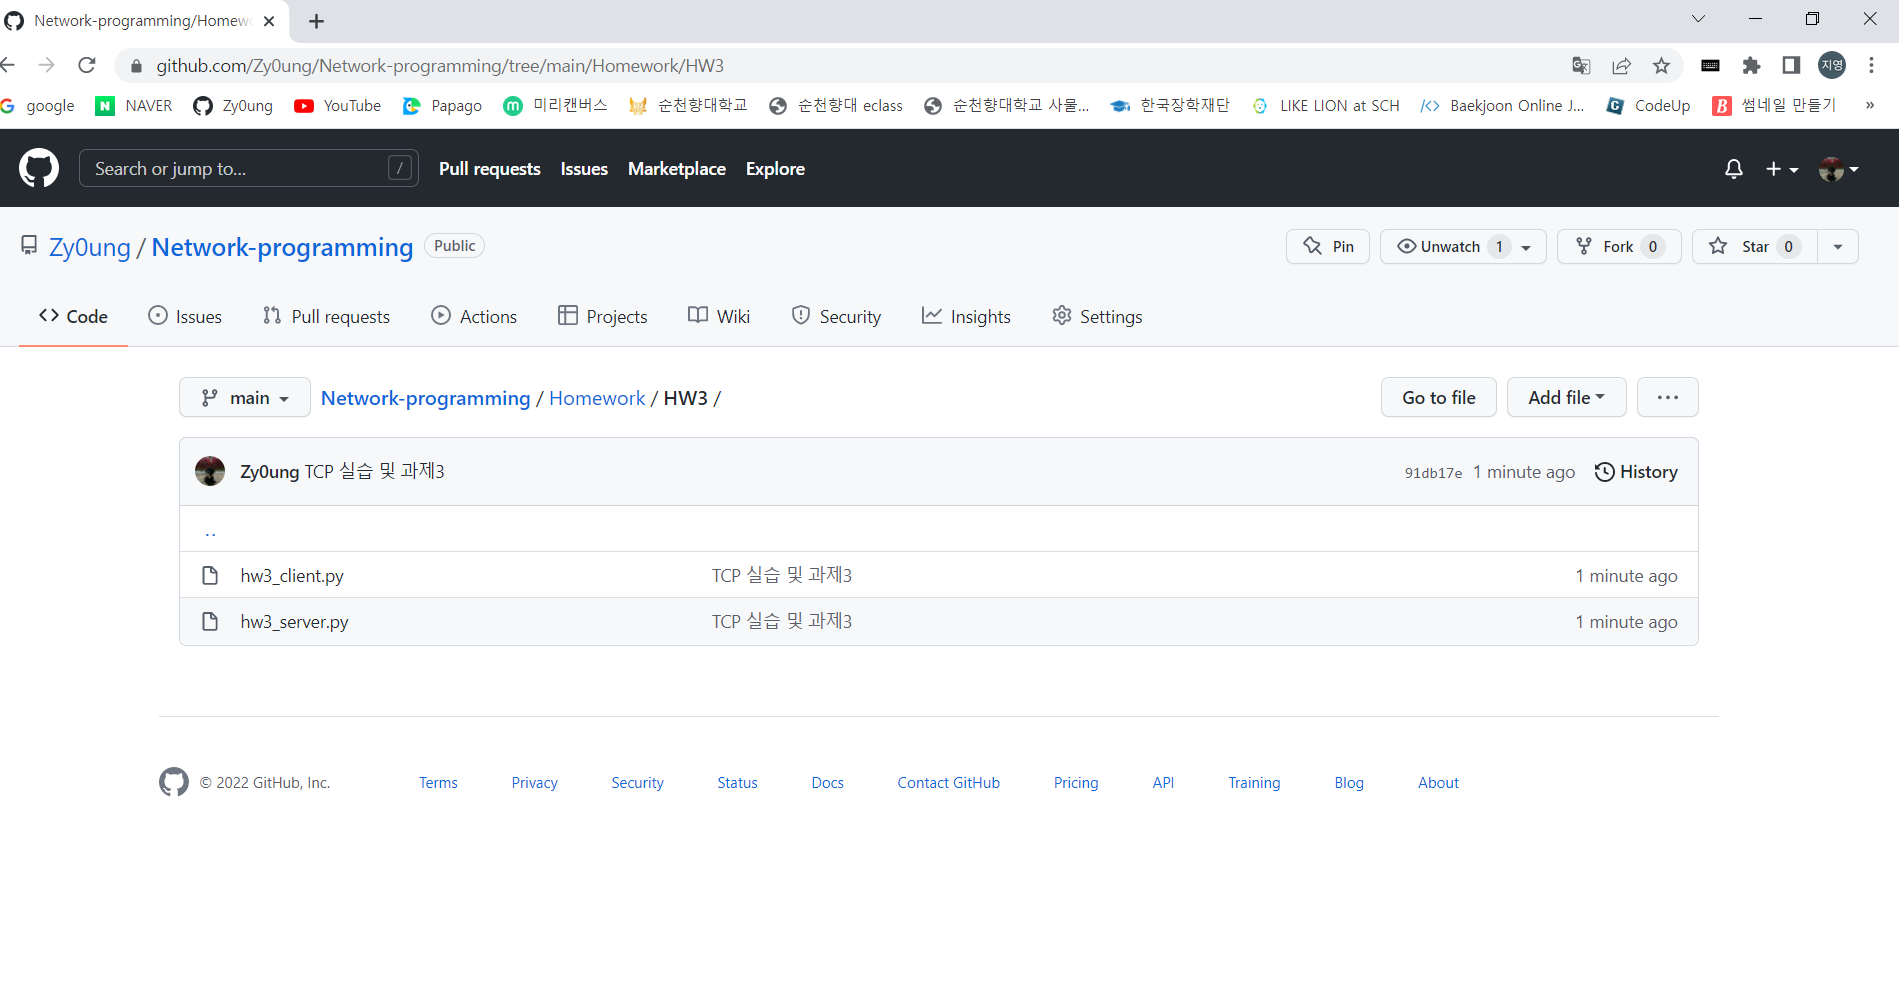 Network-programming/Homew
github.com/Zy0ung/Network-programming/tree/main/Homework/HW3
지영
google NAVER Zy0ung YouTube Papago 미리캔버스 순천향대학교 순천향대 eclass 순천향대학교 사물... 한국장학재단 LIKE LION at SCH Baekjoon Online J... CodeUp 썸네일 만들기 »
Search or jump to... / Pull requests Issues Marketplace Explore
Zy0ung / Network-programming Public Pin Unwatch 1 Fork 0 Star 0
Code Issues Pull requests Actions Projects Wiki Security Insights Settings
main Network-programming / Homework / HW3 / Go to file Add file ...
Zy0ung TCP 실습 및 과제3 91db17e 1 minute ago History
..
hw3_client.py TCP 실습 및 과제3 1 minute ago
hw3_server.py TCP 실습 및 과제3 1 minute ago
© 2022 GitHub, Inc. Terms Privacy Security Status Docs Contact GitHub Pricing API Training Blog About